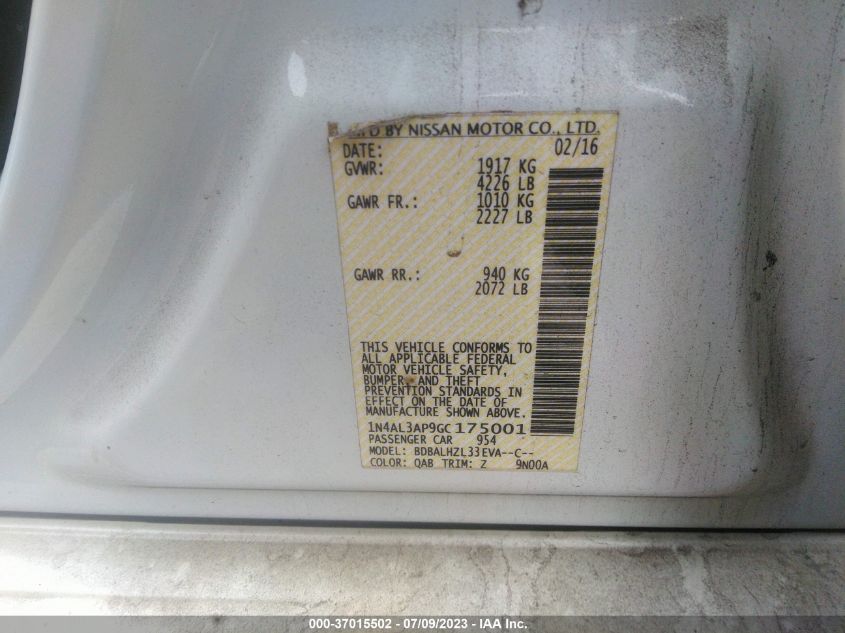 D BY NISSAN MOTOR CO., LTD.
DATE: 02/16
GVWR: 1917 KG
4226 LB
GAWR FR.: 1010 KG
2227 LB
GAWR RR.: 940 KG
2072 LB
THIS VEHICLE CONFORMS TO
ALL APPLICABLE FEDERAL
MOTOR VEHICLE SAFETY,
BUMPER, AND THEFT
PREVENTION STANDARDS IN
EFFECT ON THE DATE OF
MANUFACTURE SHOWN ABOVE.
1N4AL3AP9GC175001
PASSENGER CAR 954
MODEL: BDBALHZL33EVA--C--
COLOR: QAB TRIM: Z 9N00A
000-37015502 - 07/09/2023 - IAA Inc.